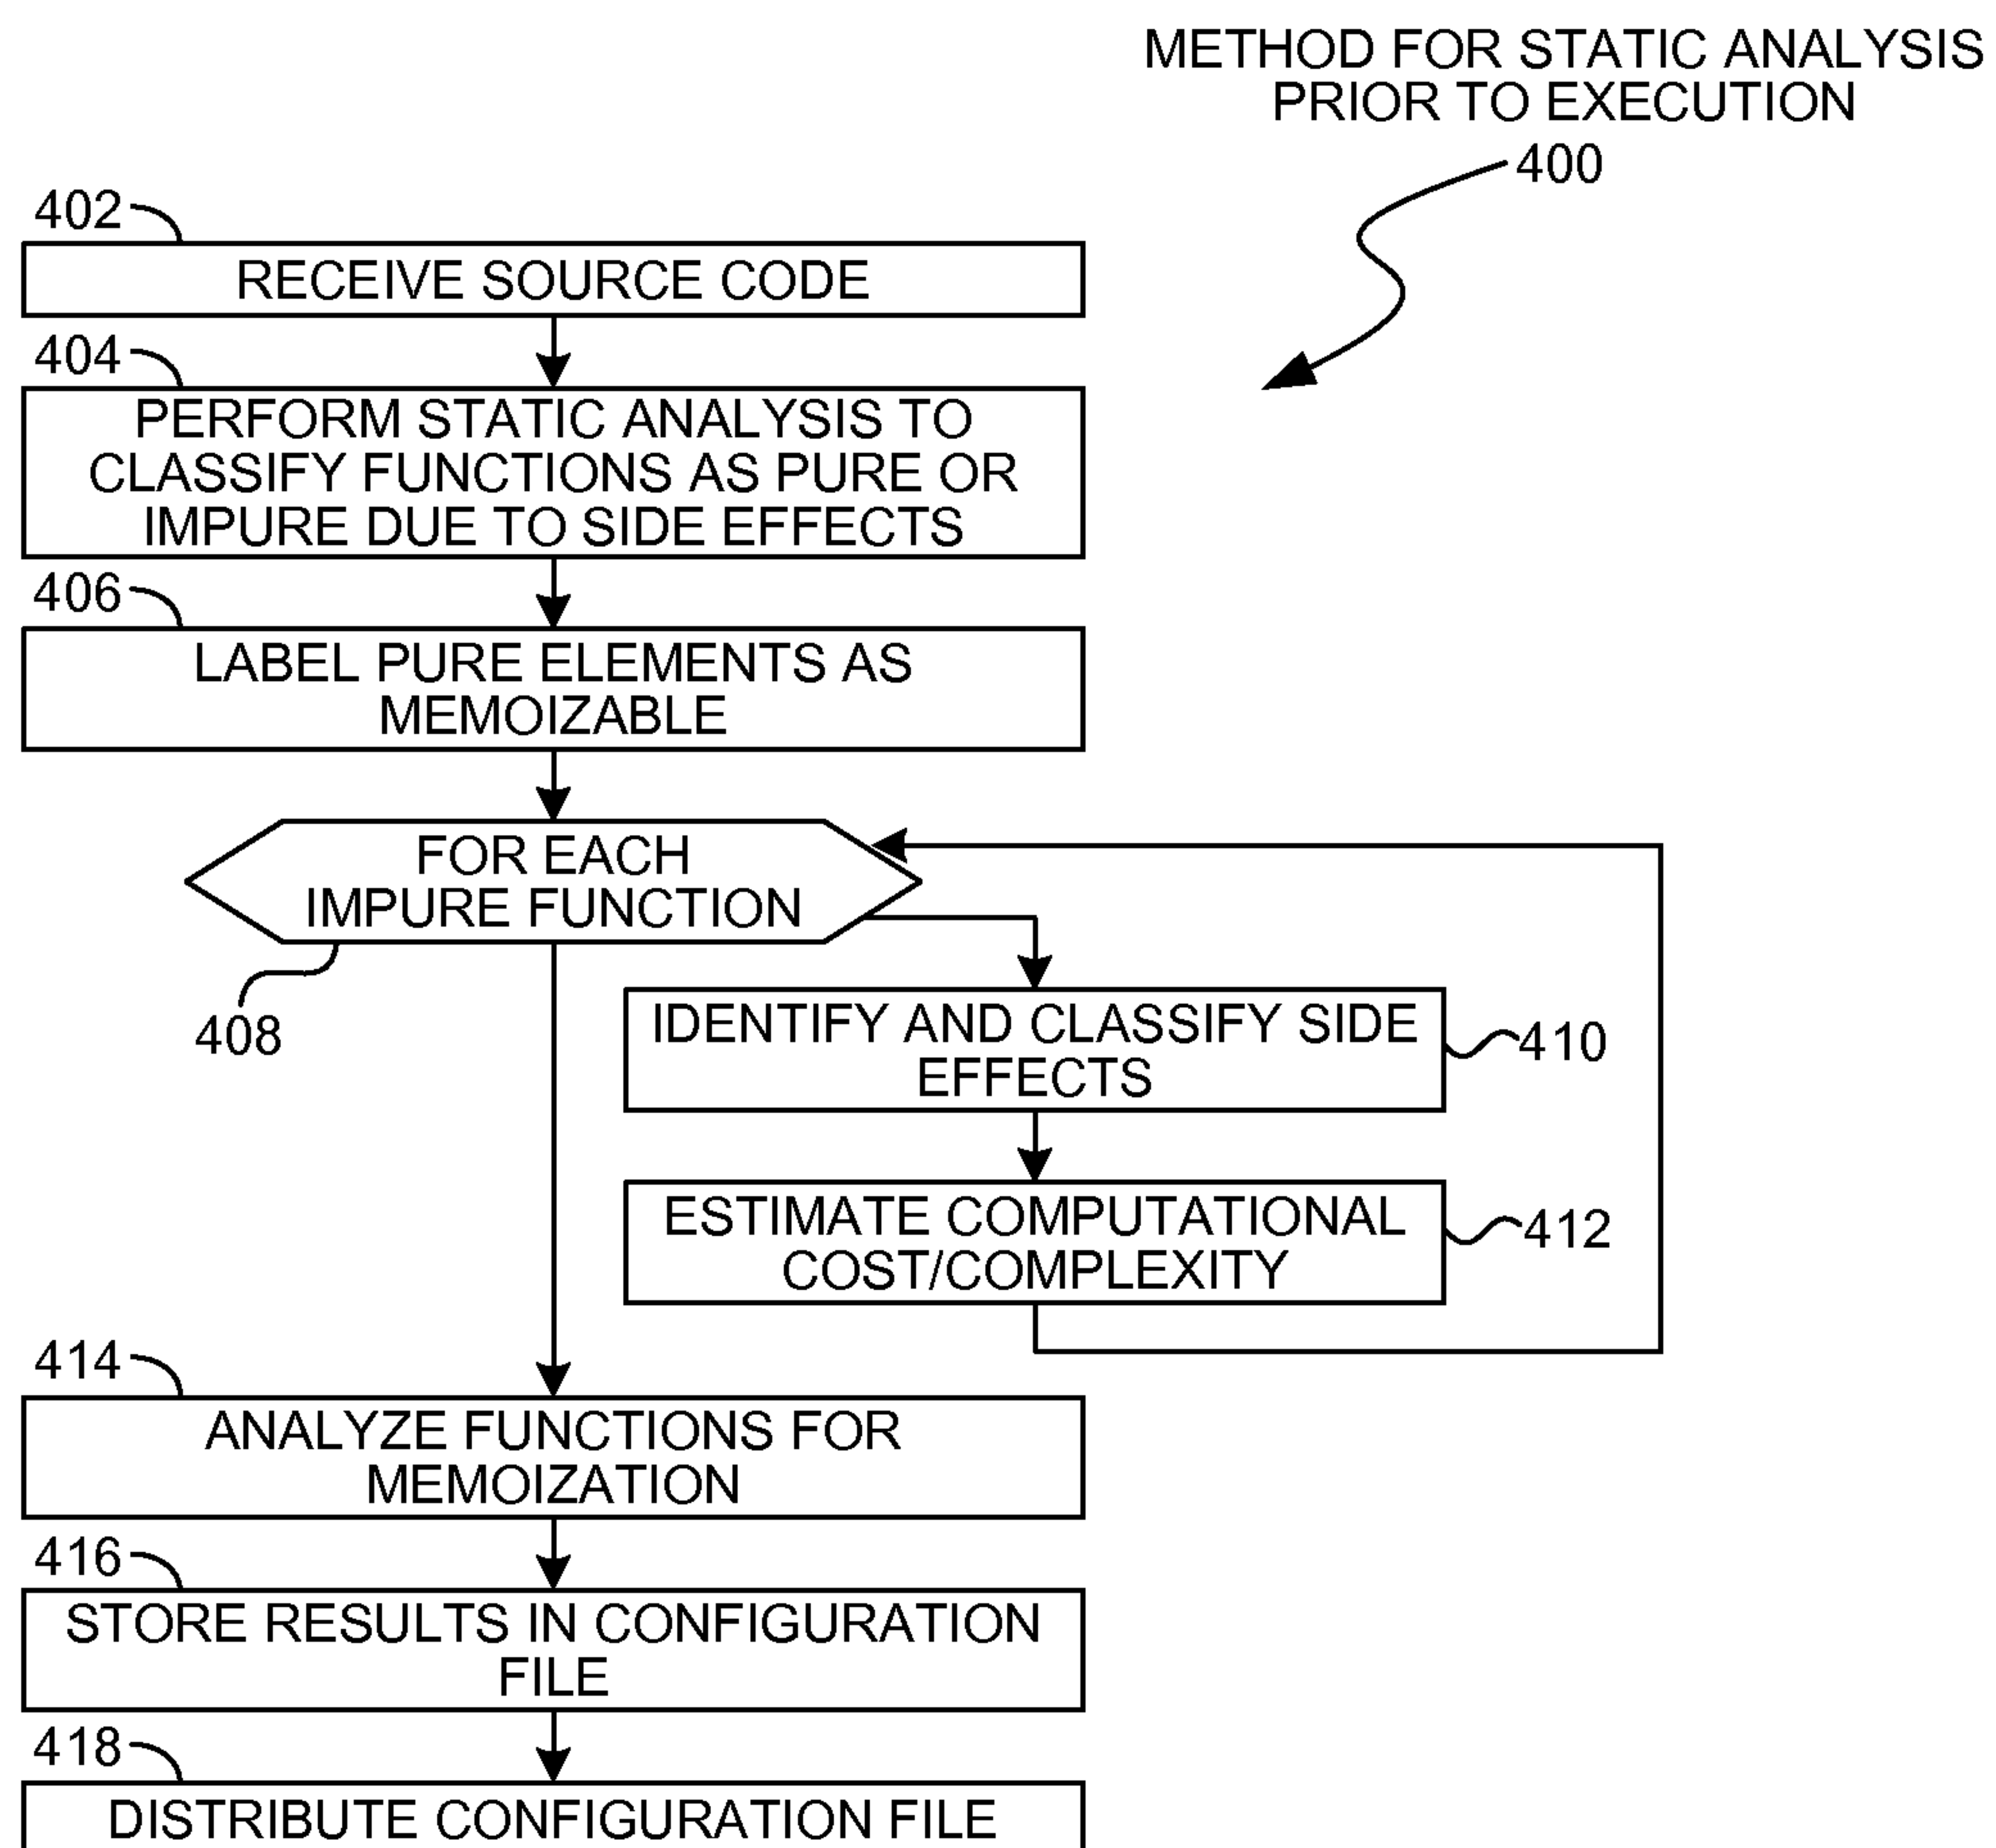 METHOD FOR STATIC ANALYSIS
PRIOR TO EXECUTION
400
402
RECEIVE SOURCE CODE
404
PERFORM STATIC ANALYSIS TO
CLASSIFY FUNCTIONS AS PURE OR
IMPURE DUE TO SIDE EFFECTS
406
LABEL PURE ELEMENTS AS
MEMOIZABLE
FOR EACH
IMPURE FUNCTION
408
IDENTIFY AND CLASSIFY SIDE
EFFECTS
410
ESTIMATE COMPUTATIONAL
COST/COMPLEXITY
412
414
ANALYZE FUNCTIONS FOR
MEMOIZATION
416
STORE RESULTS IN CONFIGURATION
FILE
418
DISTRIBUTE CONFIGURATION FILE